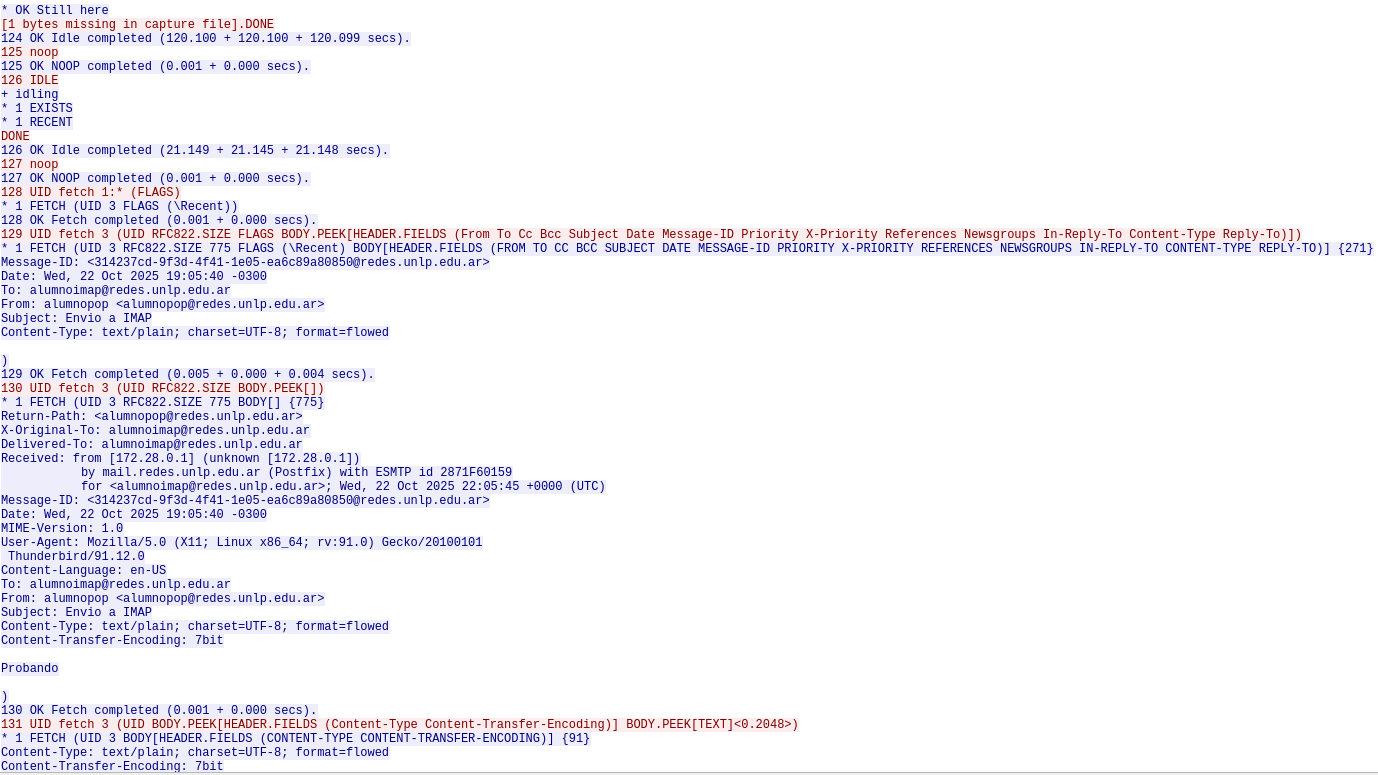 * OK Still here
[1 bytes missing in capture file].DONE
124 OK Idle completed (120.100 + 120.100 + 120.099 secs).
125 noop
125 OK NOOP completed (0.001 + 0.000 secs).
126 IDLE
+ idling
* 1 EXISTS
* 1 RECENT
DONE
126 OK Idle completed (21.149 + 21.145 + 21.148 secs).
127 noop
127 OK NOOP completed (0.001 + 0.000 secs).
128 UID fetch 1:* (FLAGS)
* 1 FETCH (UID 3 FLAGS (\Recent))
128 OK Fetch completed (0.001 + 0.000 secs).
129 UID fetch 3 (UID RFC822.SIZE FLAGS BODY.PEEK[HEADER.FIELDS (From To Cc Bcc Subject Date Message-ID Priority X-Priority References Newsgroups In-Reply-To Content-Type Reply-To)])
* 1 FETCH (UID 3 RFC822.SIZE 775 FLAGS (\Recent) BODY[HEADER.FIELDS (FROM TO CC BCC SUBJECT DATE MESSAGE-ID PRIORITY X-PRIORITY REFERENCES NEWSGROUPS IN-REPLY-TO CONTENT-TYPE REPLY-TO)] {271}
Message-ID: <314237cd-9f3d-4f41-1e05-ea6c89a80850@redes.unlp.edu.ar>
Date: Wed, 22 Oct 2025 19:05:40 -0300
To: alumnoimap@redes.unlp.edu.ar
From: alumnopop <alumnopop@redes.unlp.edu.ar>
Subject: Envio a IMAP
Content-Type: text/plain; charset=UTF-8; format=flowed
)
129 OK Fetch completed (0.005 + 0.000 + 0.004 secs).
130 UID fetch 3 (UID RFC822.SIZE BODY.PEEK[])
* 1 FETCH (UID 3 RFC822.SIZE 775 BODY[] {775}
Return-Path: <alumnopop@redes.unlp.edu.ar>
X-Original-To: alumnoimap@redes.unlp.edu.ar
Delivered-To: alumnoimap@redes.unlp.edu.ar
Received: from [172.28.0.1] (unknown [172.28.0.1])
by mail.redes.unlp.edu.ar (Postfix) with ESMTP id 2871F60159
for <alumnoimap@redes.unlp.edu.ar>; Wed, 22 Oct 2025 22:05:45 +0000 (UTC)
Message-ID: <314237cd-9f3d-4f41-1e05-ea6c89a80850@redes.unlp.edu.ar>
Date: Wed, 22 Oct 2025 19:05:40 -0300
MIME-Version: 1.0
User-Agent: Mozilla/5.0 (X11; Linux x86_64; rv:91.0) Gecko/20100101
Thunderbird/91.12.0
Content-Language: en-US
To: alumnoimap@redes.unlp.edu.ar
From: alumnopop <alumnopop@redes.unlp.edu.ar>
Subject: Envio a IMAP
Content-Type: text/plain; charset=UTF-8; format=flowed
Content-Transfer-Encoding: 7bit
Probando
)
130 OK Fetch completed (0.001 + 0.000 secs).
131 UID fetch 3 (UID BODY.PEEK[HEADER.FIELDS (Content-Type Content-Transfer-Encoding)] BODY.PEEK[TEXT]<0.2048>)
* 1 FETCH (UID 3 BODY[HEADER.FIELDS (CONTENT-TYPE CONTENT-TRANSFER-ENCODING)] {91}
Content-Type: text/plain; charset=UTF-8; format=flowed
Content-Transfer-Encoding: 7bit